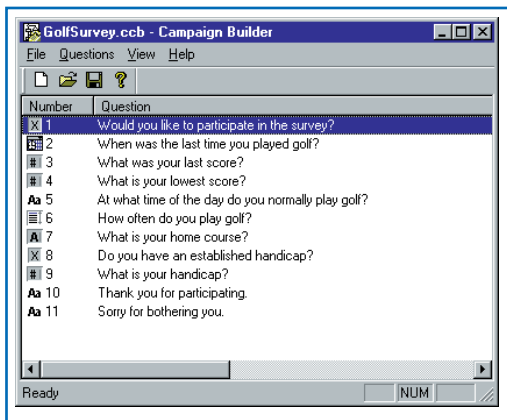 GolfSurvey.ccb - Campaign Builder
File Questions View Help
Number Question
X 1 Would you like to participate in the survey?
2 When was the last time you played golf?
# 3 What was your last score?
# 4 What is your lowest score?
Aa 5 At what time of the day do you normally play golf?
6 How often do you play golf?
A 7 What is your home course?
X 8 Do you have an established handicap?
# 9 What is your handicap?
Aa 10 Thank you for participating.
Aa 11 Sorry for bothering you.
Ready NUM